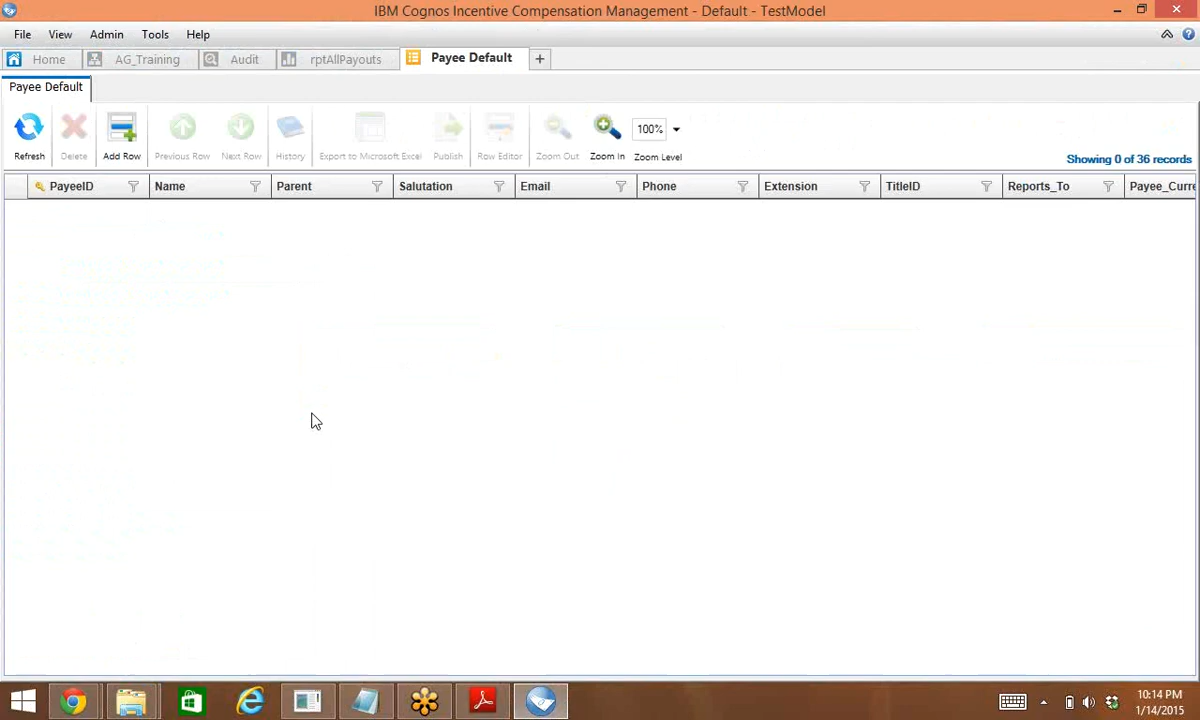 IBM Cognos Incentive Compensation Management - Default - TestModel
File View Admin Tools Help
Home AG_Training Audit rptAllPayouts Payee Default +
Payee Default
Refresh Delete Add Row Previous Row Next Row History Export to Microsoft Excel Publish Row Editor Zoom Out Zoom In 100% Zoom Level
Showing 0 of 36 records
PayeeID Name Parent Salutation Email Phone Extension TitleID Reports_To Payee_Curre
10:14 PM
1/14/2015